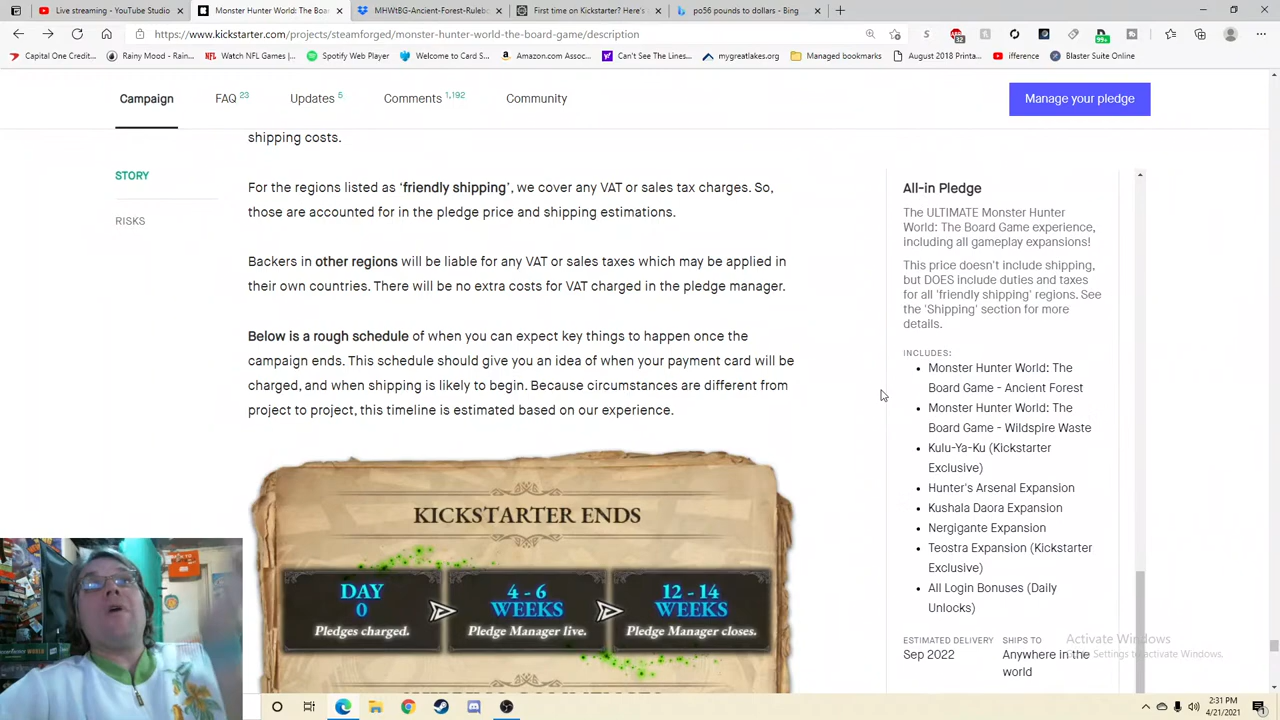 Live streaming - YouTube Studio
Monster Hunter World: The Boa
MHWtBG-Kickstarter-Rulebo
First time on Kickstarter? Here's
po56 pounds to dollars - Bing
https://www.kickstarter.com/projects/steamforged/monster-hunter-world-the-board-game/description
Capital One Credit...
Rainy Mood - Rain...
Watch NFL Games |...
Spotify Web Player
Welcome to Card S...
Amazon.com Assoc...
Can't See The Lines...
mygreatlakes.org
Managed bookmarks
August 2018 Printa...
ifference
Blaster Suite Online
Campaign
FAQ 23
Updates 5
Comments 1,192
Community
Manage your pledge
STORY
RISKS
shipping costs.
For the regions listed as 'friendly shipping', we cover any VAT or sales tax charges. So,
those are accounted for in the pledge price and shipping estimations.
Backers in other regions will be liable for any VAT or sales taxes which may be applied in
their own countries. There will be no extra costs for VAT charged in the pledge manager.
Below is a rough schedule of when you can expect key things to happen once the
campaign ends. This schedule should give you an idea of when your payment card will be
charged, and when shipping is likely to begin. Because circumstances are different from
project to project, this timeline is estimated based on our experience.
KICKSTARTER ENDS
DAY
0
Pledges charged.
4 - 6
WEEKS
Pledge Manager live.
12 - 14
WEEKS
Pledge Manager closes.
All-in Pledge
The ULTIMATE Monster Hunter
World: The Board Game experience,
including all gameplay expansions!
This price doesn't include shipping,
but DOES include duties and taxes
for all 'friendly shipping' regions. See
the 'Shipping' section for more
details.
INCLUDES:
Monster Hunter World: The
Board Game - Ancient Forest
Monster Hunter World: The
Board Game - Wildspire Waste
Kulu-Ya-Ku (Kickstarter
Exclusive)
Hunter's Arsenal Expansion
Kushala Daora Expansion
Nergigante Expansion
Teostra Expansion (Kickstarter
Exclusive)
All Login Bonuses (Daily
Unlocks)
ESTIMATED DELIVERY
Sep 2022
SHIPS TO
Anywhere in the
world
Activate Windows
Settings to activate Windows.
2:31 PM
4/21/2021